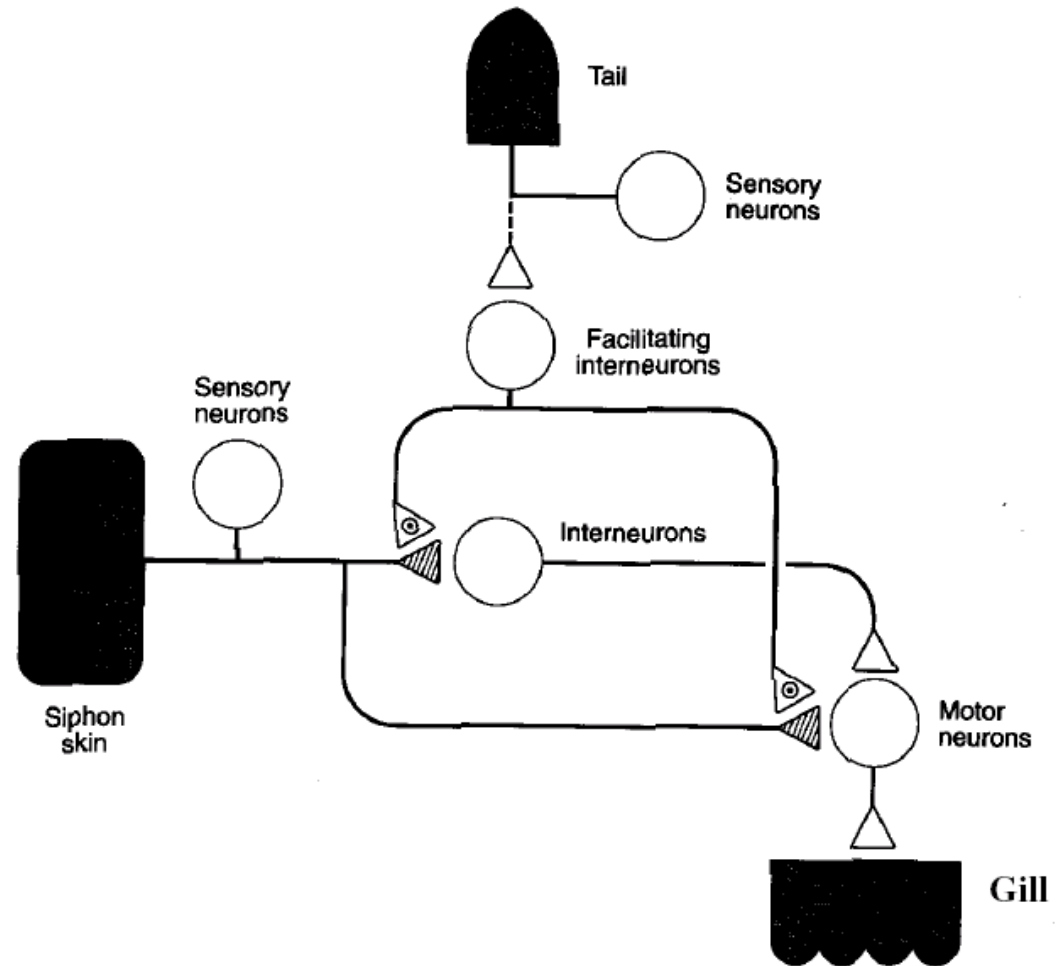 Tail
Sensory
neurons
Facilitating
interneurons
Sensory
neurons
Interneurons
Siphon
skin
Motor
neurons
Gill